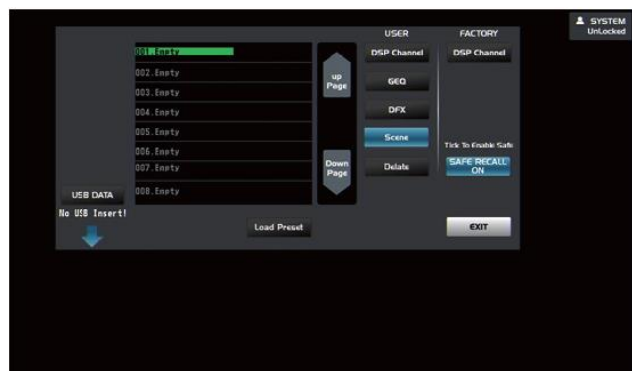 SYSTEM
UnLocked
USER
FACTORY
001.Empty
DSP Channel
DSP Channel
002.Empty
up
Page
GEQ
003.Empty
004.Empty
DFX
005.Empty
Scene
Tick To Enable Safe
006.Empty
007.Empty
Down
Page
Delate
SAFE RECALL
ON
008.Empty
USB DATA
No USB Insert!
Load Preset
EXIT